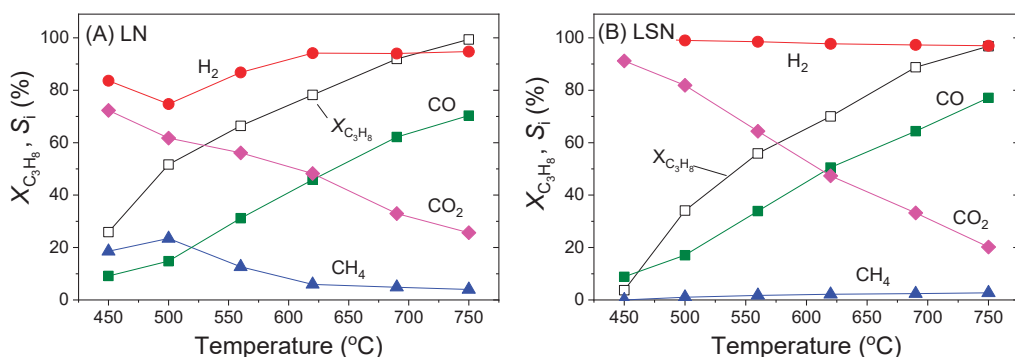 (A) LN
(B) LSN
X_C₃H₈, S_i (%)
100
80
60
40
20
0
H₂
X_C₃H₈
CO
CO₂
CH₄
450 500 550 600 650 700 750
Temperature (°C)
X_C₃H₈, S_i (%)
100
80
60
40
20
0
H₂
CO
X_C₃H₈
CO₂
CH₄
450 500 550 600 650 700 750
Temperature (°C)